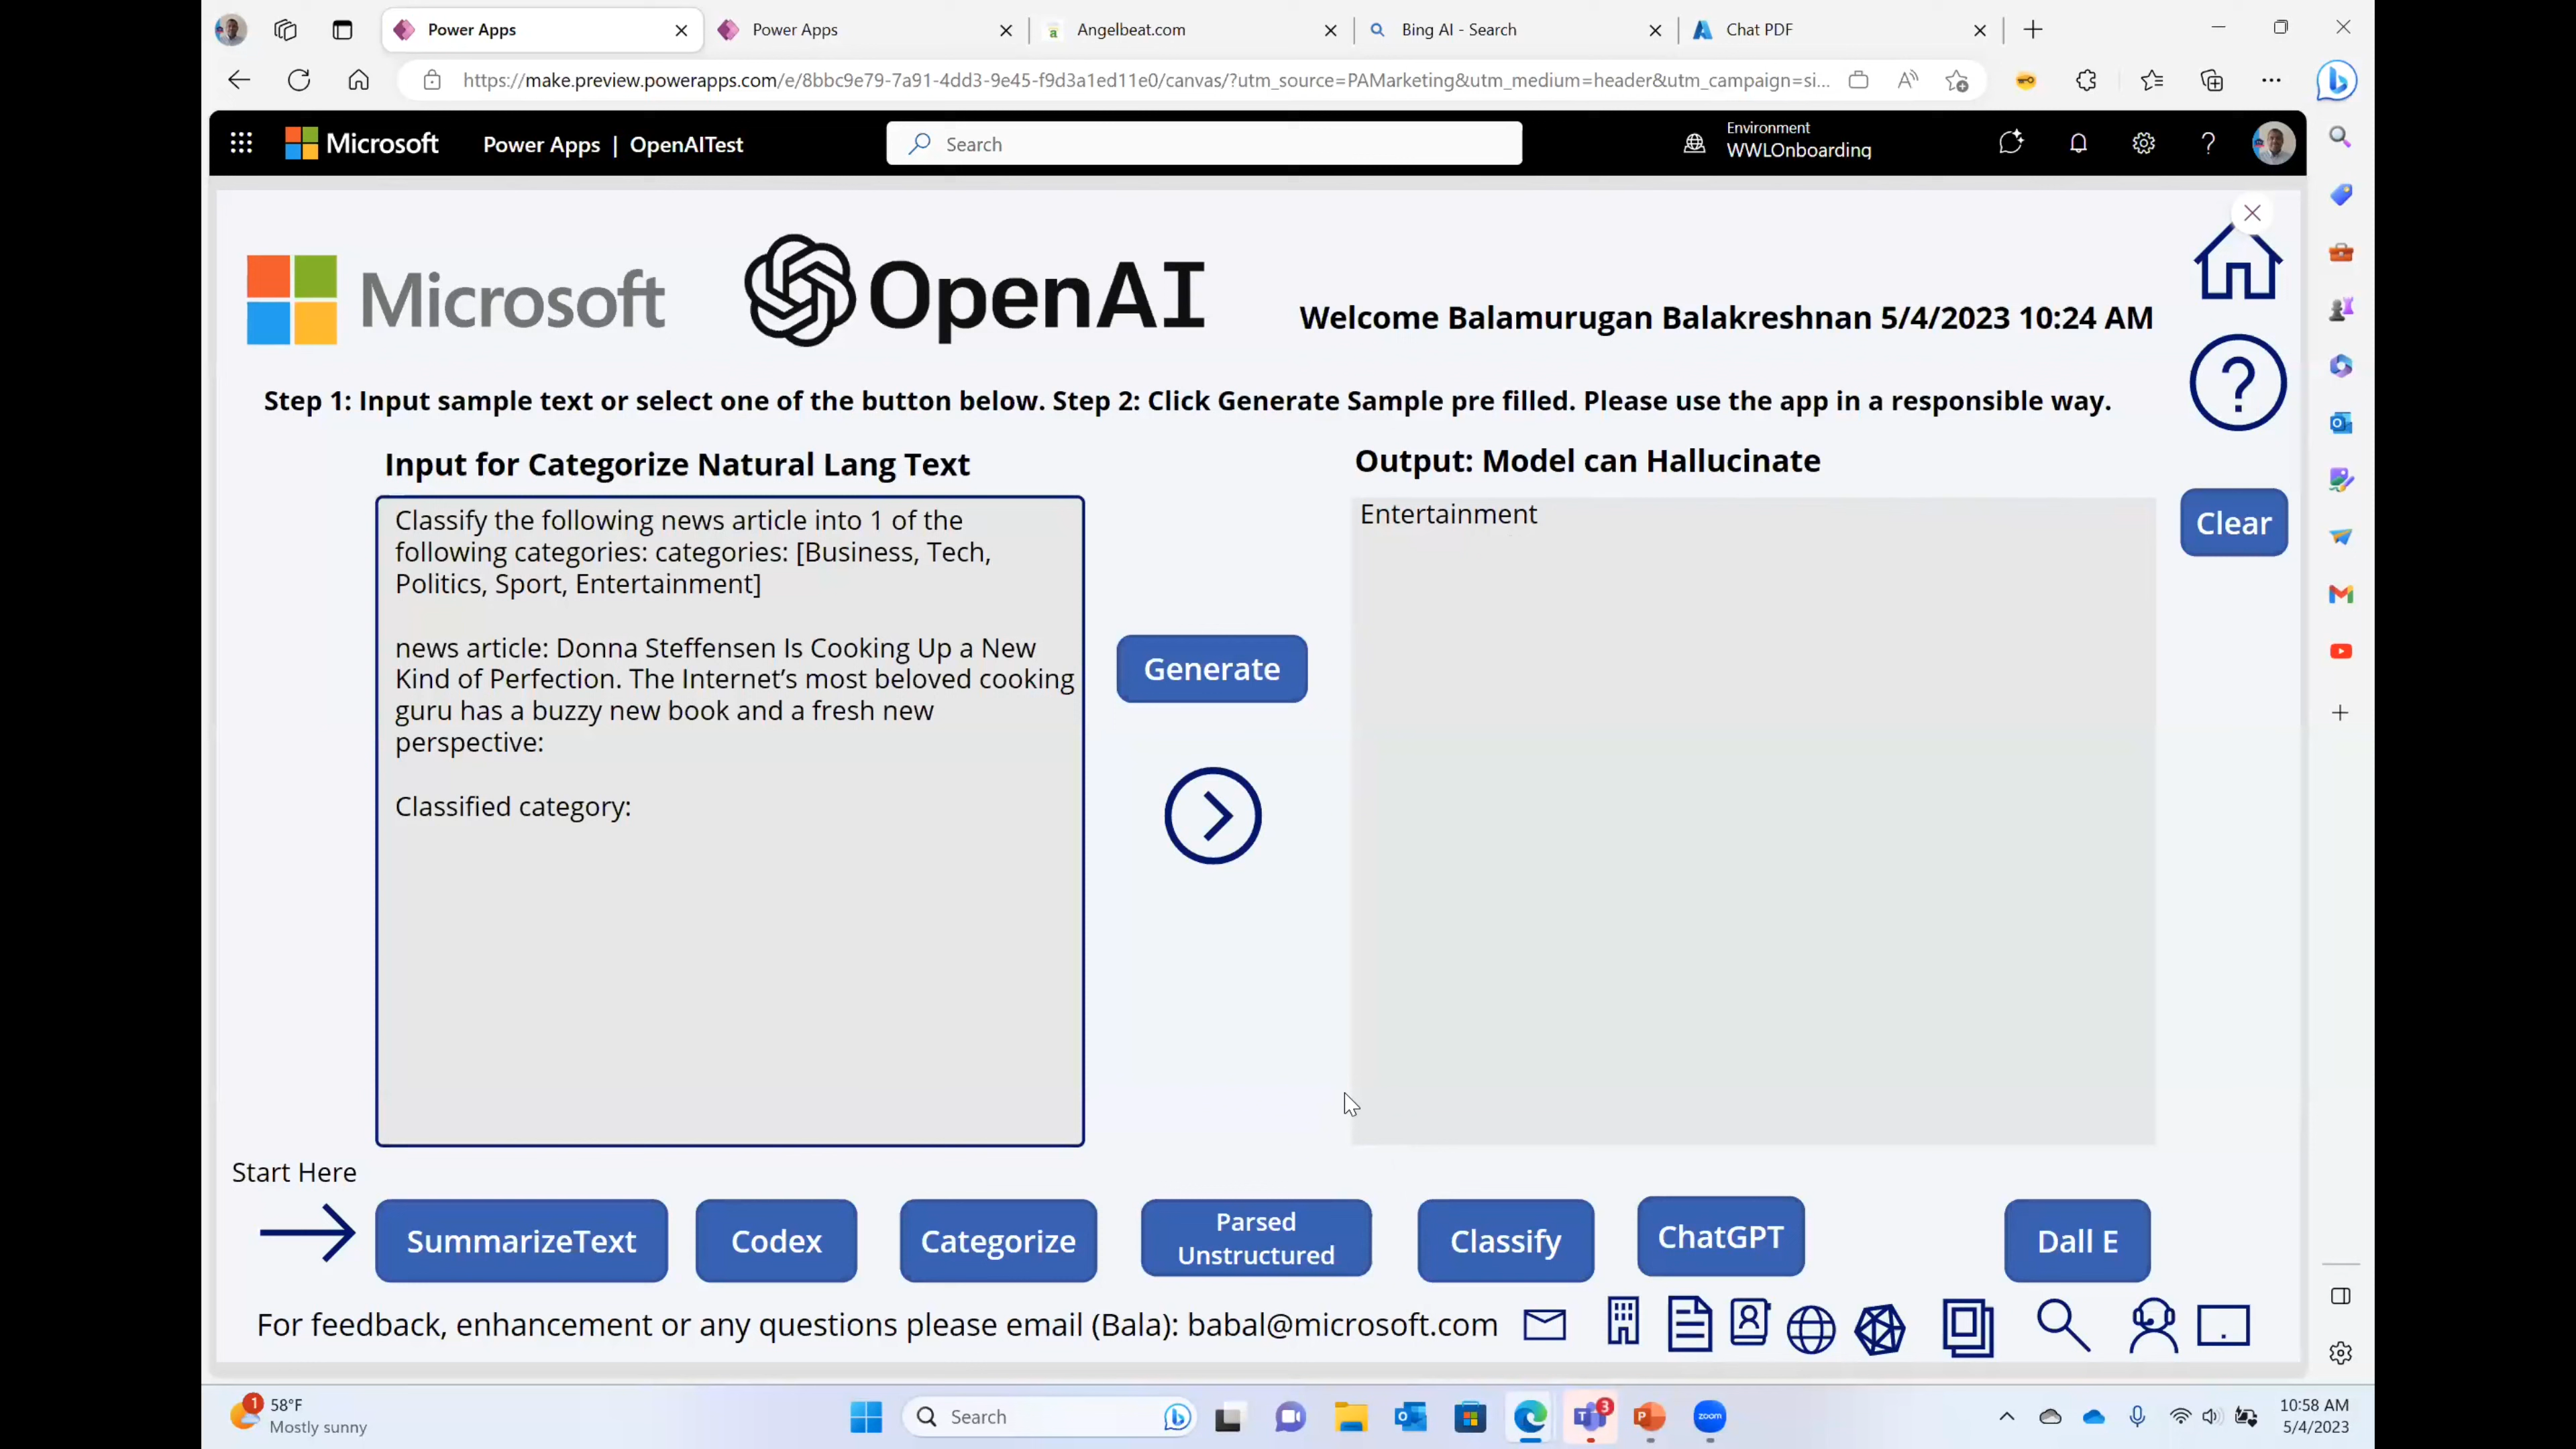 Power Apps
Power Apps
Angelbeat.com
Bing AI - Search
Chat PDF
https://make.preview.powerapps.com/e/8bbc9e79-7a91-4dd3-9e45-f9d3a1ed11e0/canvas/?utm_source=PAMarketing&utm_medium=header&utm_campaign=si...
Microsoft
Power Apps | OpenAITest
Search
Environment
WWLOnboarding
Microsoft
OpenAI
Welcome Balamurugan Balakreshnan 5/4/2023 10:24 AM
Step 1: Input sample text or select one of the button below. Step 2: Click Generate Sample pre filled. Please use the app in a responsible way.
Input for Categorize Natural Lang Text
Output: Model can Hallucinate
Classify the following news article into 1 of the
following categories: categories: [Business, Tech,
Politics, Sport, Entertainment]
news article: Donna Steffensen Is Cooking Up a New
Kind of Perfection. The Internet’s most beloved cooking
guru has a buzzy new book and a fresh new
perspective:
Classified category:
Generate
Entertainment
Clear
Start Here
SummarizeText
Codex
Categorize
Parsed
Unstructured
Classify
ChatGPT
Dall E
For feedback, enhancement or any questions please email (Bala): babal@microsoft.com
1
58°F
Mostly sunny
Search
3
zoom
10:58 AM
5/4/2023